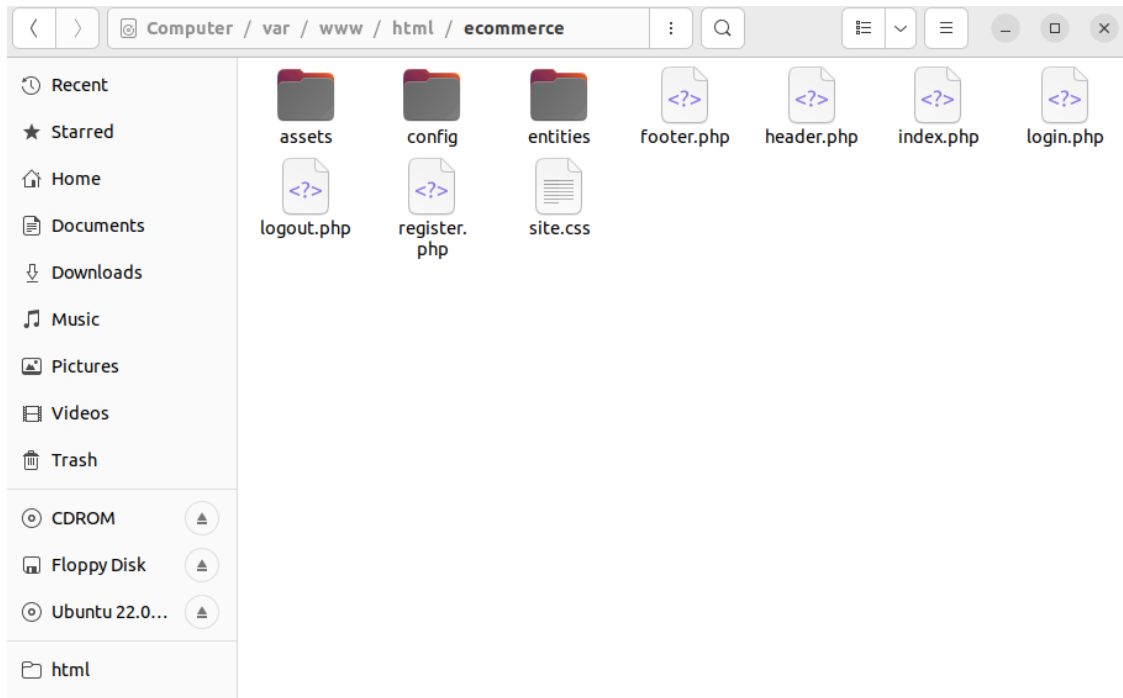 Computer / var / www / html / ecommerce
Recent
Starred
Home
Documents
Downloads
Music
Pictures
Videos
Trash
CDROM
Floppy Disk
Ubuntu 22.0...
html
assets config entities footer.php header.php index.php login.php
logout.php register.
php site.css